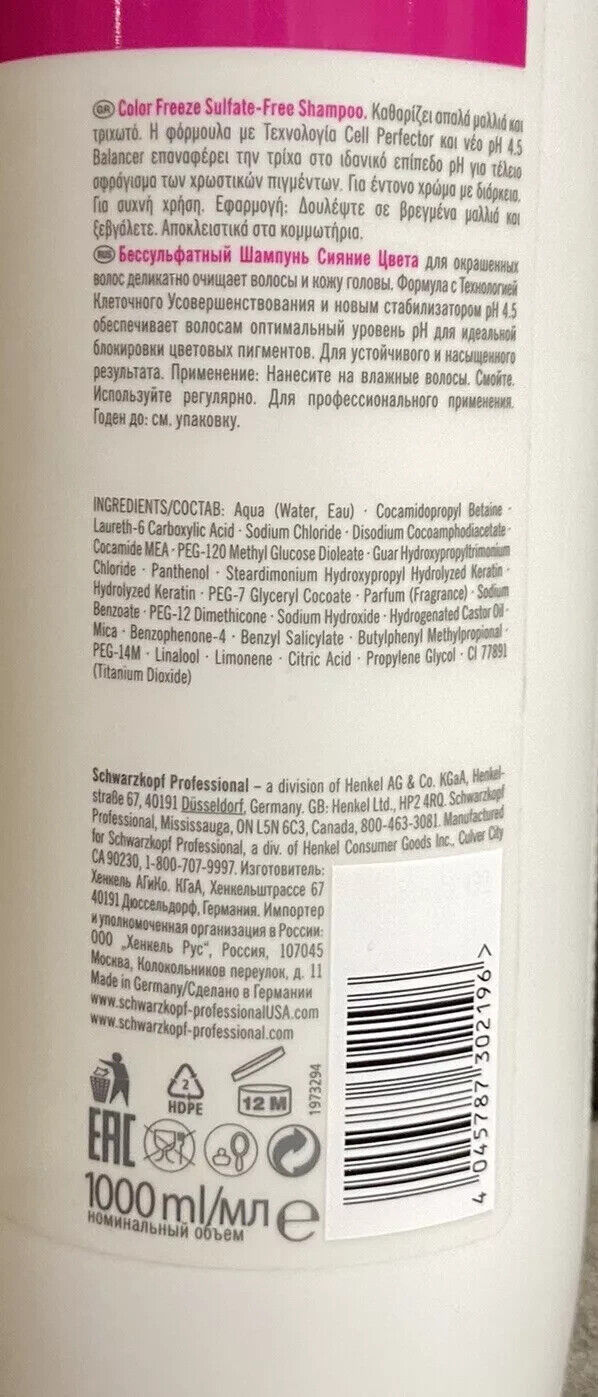 GR Color Freeze Sulfate-Free Shampoo. Καθαρίζει απαλά μαλλιά και
τριχωτό. Η φόρμουλα με Τεχνολογία Cell Perfector και νέο pH 4.5
Balancer επαναφέρει την τρίχα στο ιδανικό επίπεδο pH για τέλειο
σφράγισμα των χρωστικών πιγμέντων. Για έντονο χρώμα με διάρκεια.
Για συχνή χρήση. Εφαρμογή: Δουλέψτε σε βρεγμένα μαλλιά και
ξεβγάλετε. Αποκλειστικά στα κομμωτήρια.
RUS Бессульфатный Шампунь Сияние Цвета для окрашенных
волос деликатно очищает волосы и кожу головы. Формула с Технологией
Клеточного Усовершенствования и новым стабилизатором pH 4.5
обеспечивает волосам оптимальный уровень pH для идеальной
блокировки цветовых пигментов. Для устойчивого и насыщенного
результата. Применение: Нанесите на влажные волосы. Смойте.
Используйте регулярно. Для профессионального применения.
Годен до: см. упаковку.
INGREDIENTS/СОСТАВ: Aqua (Water, Eau) · Cocamidopropyl Betaine ·
Laureth-6 Carboxylic Acid · Sodium Chloride · Disodium Cocoamphodiacetate ·
Cocamide MEA · PEG-120 Methyl Glucose Dioleate · Guar Hydroxypropyltrimonium
Chloride · Panthenol · Steardimonium Hydroxypropyl Hydrolyzed Keratin ·
Hydrolyzed Keratin · PEG-7 Glyceryl Cocoate · Parfum (Fragrance) · Sodium
Benzoate · PEG-12 Dimethicone · Sodium Hydroxide · Hydrogenated Castor Oil ·
Mica · Benzophenone-4 · Benzyl Salicylate · Butylphenyl Methylpropional ·
PEG-14M · Linalool · Limonene · Citric Acid · Propylene Glycol · CI 77891
(Titanium Dioxide)
Schwarzkopf Professional – a division of Henkel AG & Co. KGaA, Henkel-
straße 67, 40191 Düsseldorf, Germany. GB: Henkel Ltd., HP2 4RQ. Schwarzkopf
Professional, Mississauga, ON L5N 6C3, Canada, 800-463-3081. Manufactured
for Schwarzkopf Professional, a div. of Henkel Consumer Goods Inc., Culver City
CA 90230, 1-800-707-9997. Изготовитель:
Хенкель АГиКо. КГаА, Хенкельштрассе 67
40191 Дюссельдорф, Германия. Импортер
и уполномоченная организация в России:
ООО „Хенкель Рус“, Россия, 107045
Москва, Колокольников переулок, д. 11
Made in Germany/Сделано в Германии
www.schwarzkopf-professionalUSA.com
www.schwarzkopf-professional.com
2
HDPE
12 M
1973294
EAC
1000 ml/мл e
номинальный объем
4 045787 302196 >